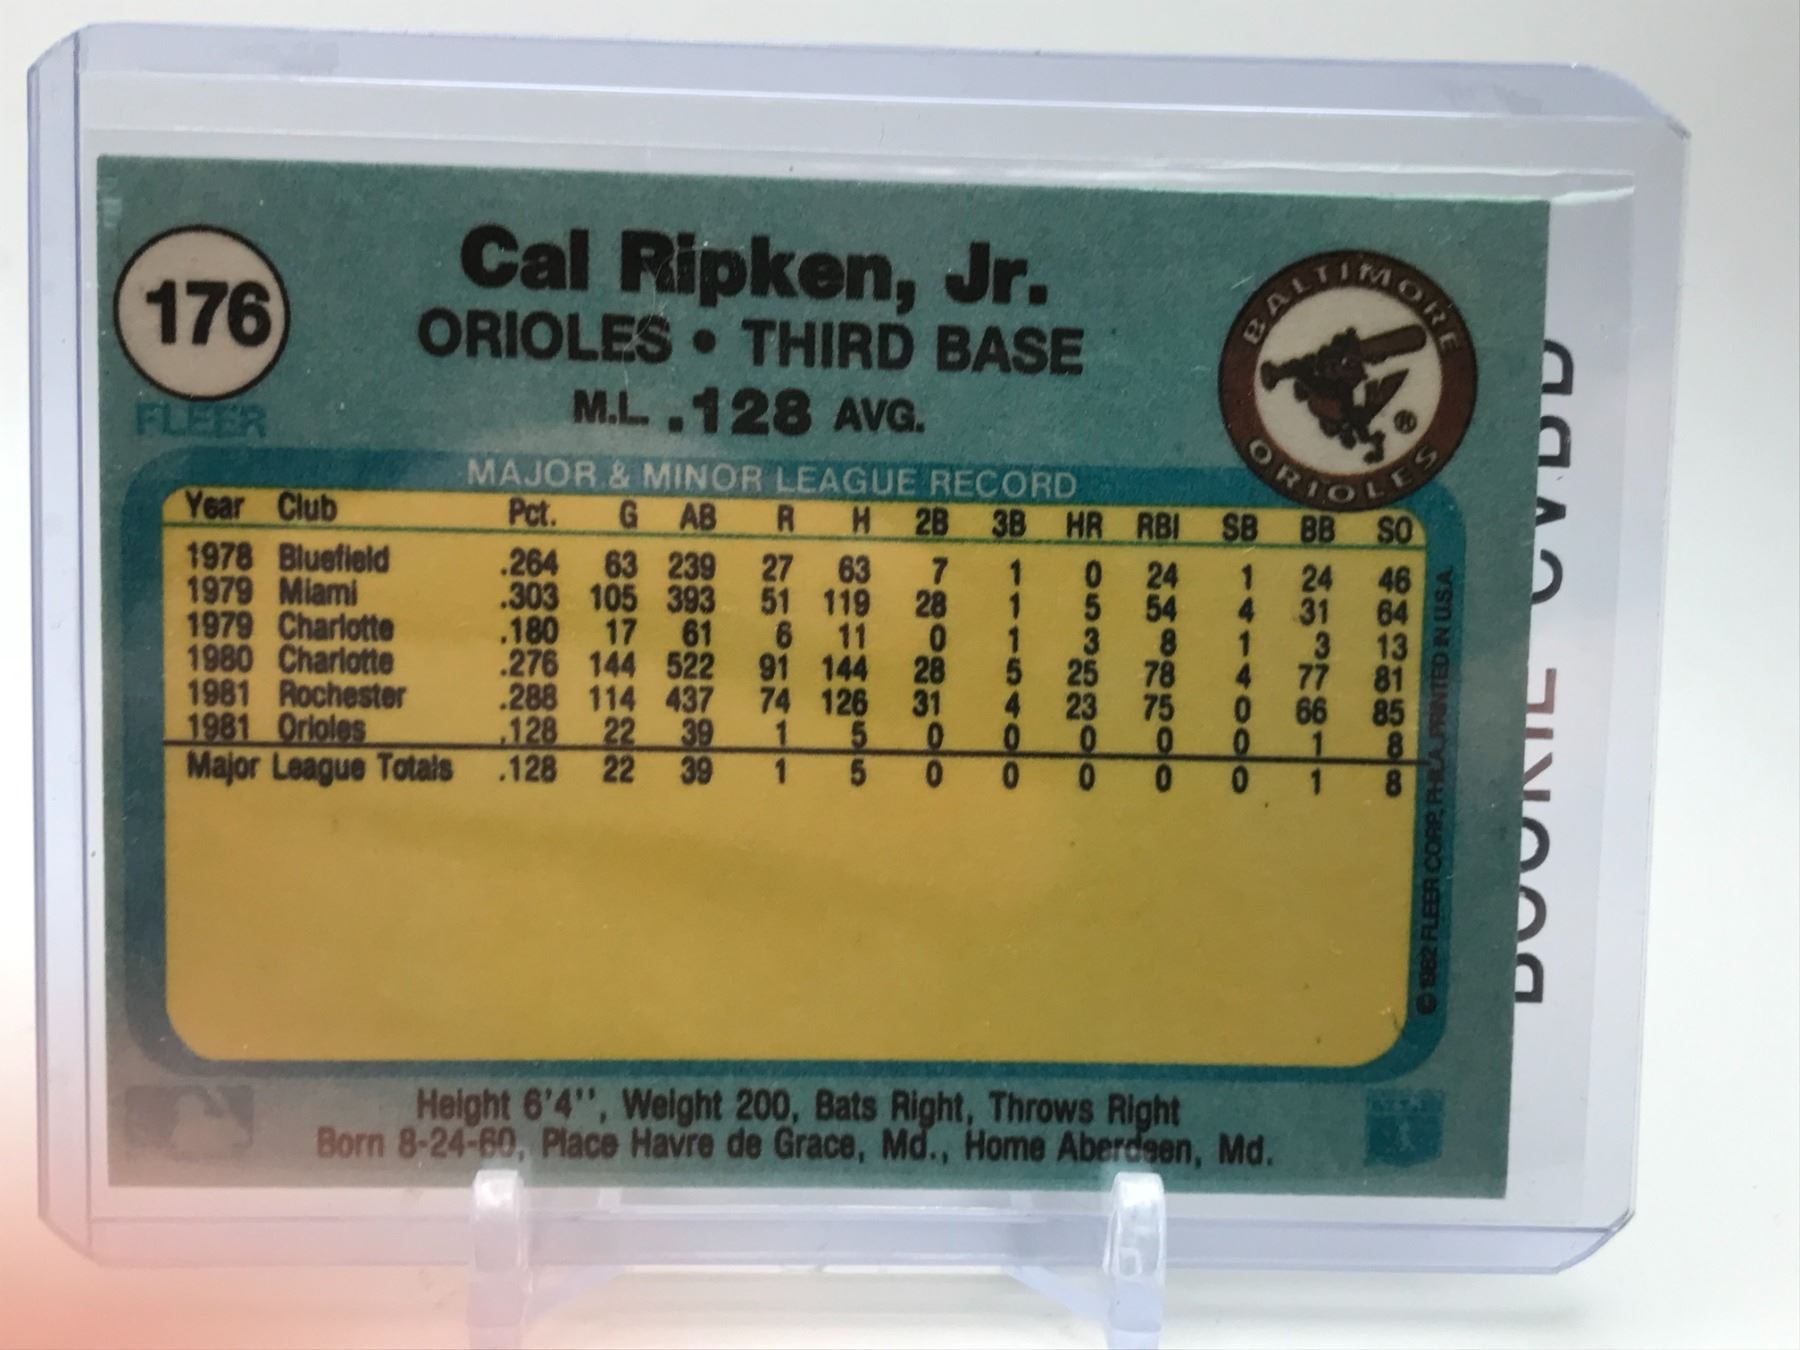 176
Cal Ripken, Jr.
ORIOLES • THIRD BASE
M.L. .128 AVG.
FLEER
BALTIMORE
ORIOLES
®
MAJOR & MINOR LEAGUE RECORD
Year Club Pct. G AB R H 2B 3B HR RBI SB BB SO
1978 Bluefield .264 63 239 27 63 7 1 0 24 1 24 46
1979 Miami .303 105 393 51 119 28 1 5 54 4 31 64
1979 Charlotte .180 17 61 6 11 0 1 3 8 1 3 13
1980 Charlotte .276 144 522 91 144 28 5 25 78 4 77 81
1981 Rochester .288 114 437 74 126 31 4 23 75 0 66 85
1981 Orioles .128 22 39 1 5 0 0 0 0 0 1 8
Major League Totals .128 22 39 1 5 0 0 0 0 0 1 8
© 1982 FLEER CORP., PHILA. PRINTED IN U.S.A.
Height 6'4'', Weight 200, Bats Right, Throws Right
Born 8-24-60, Place Havre de Grace, Md., Home Aberdeen, Md.